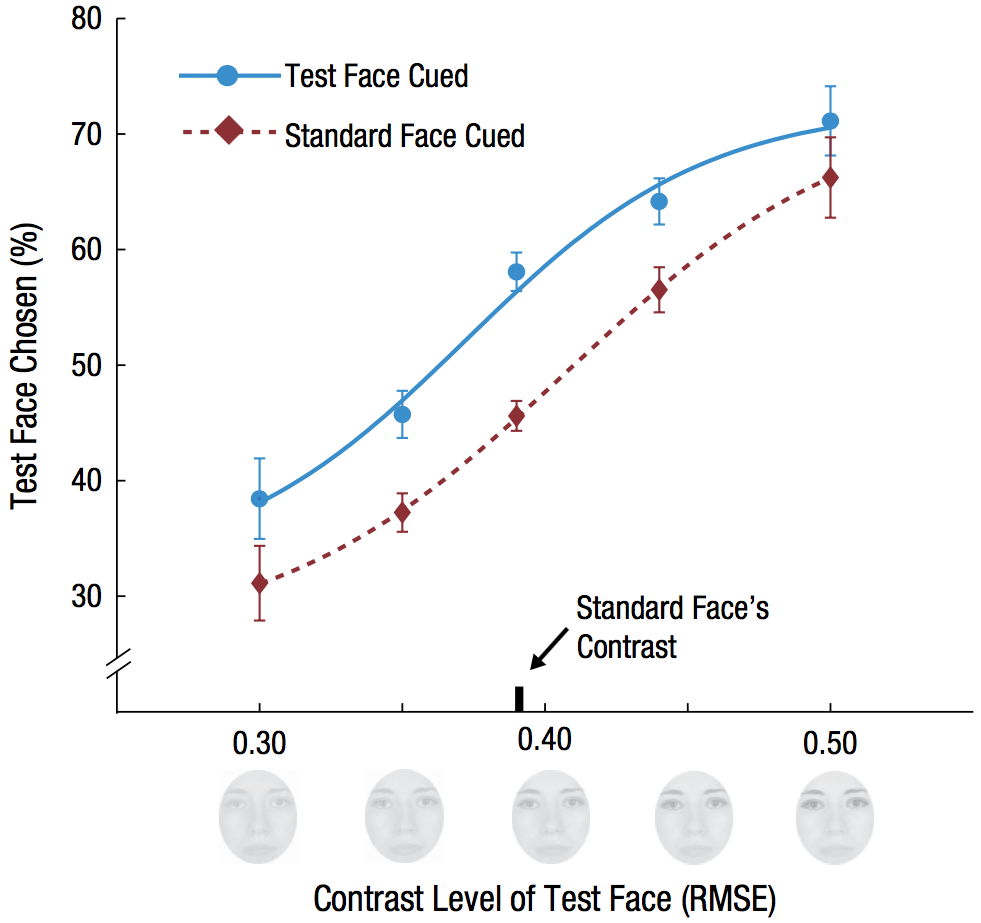 80
Test Face Cued
Standard Face Cued
70
60
50
40
30
Test Face Chosen (%)
Standard Face’s
Contrast
0.30
0.40
0.50
Contrast Level of Test Face (RMSE)